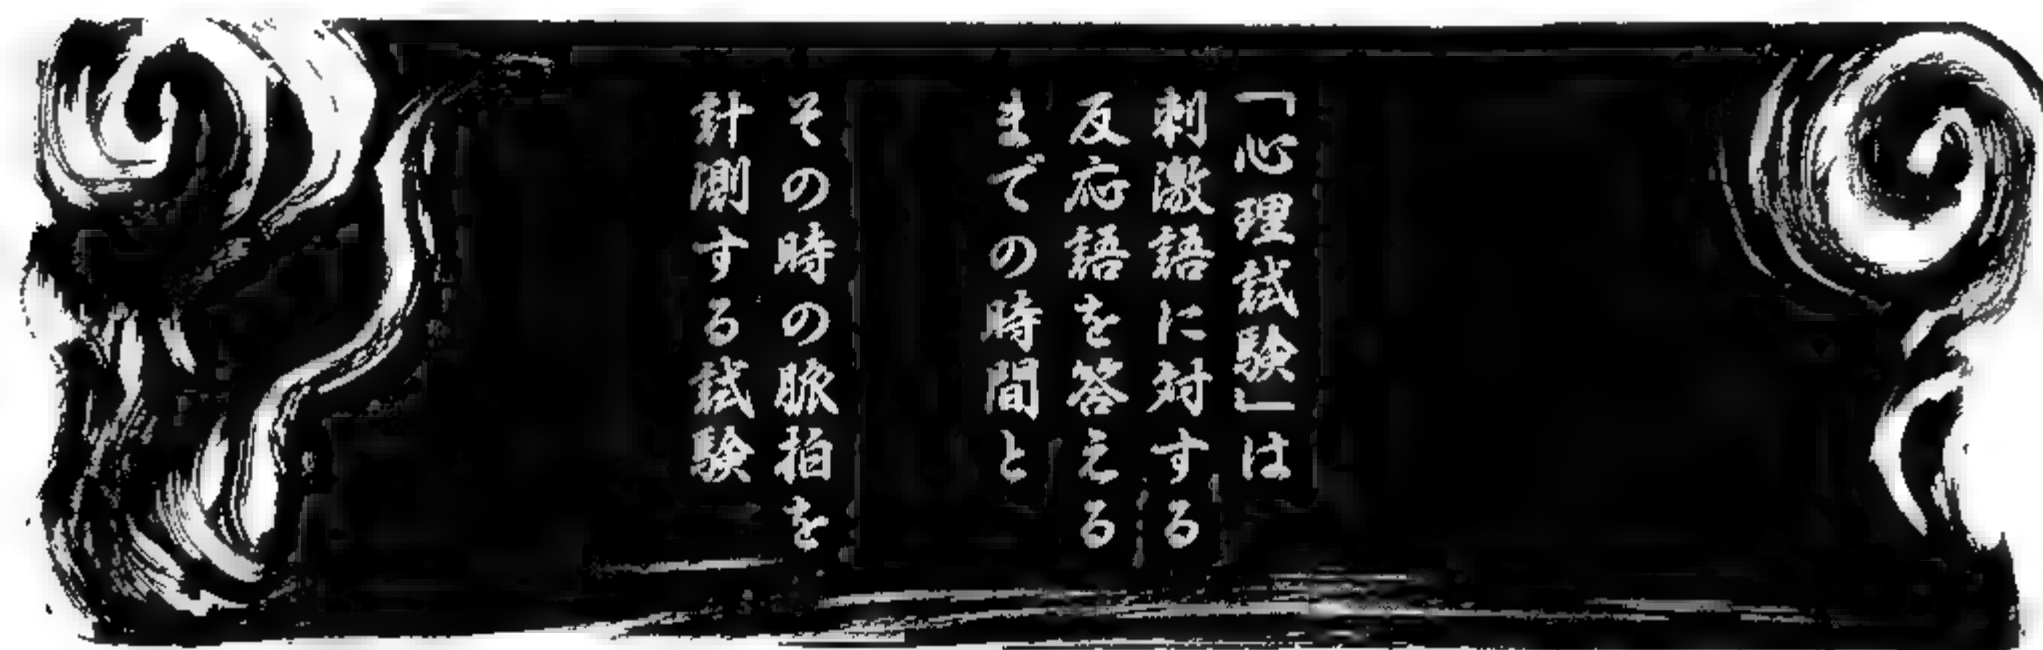 「心理試験」は
刺激語に対する
反応語を答える
までの時間と
その時の脈拍を
計測する試験